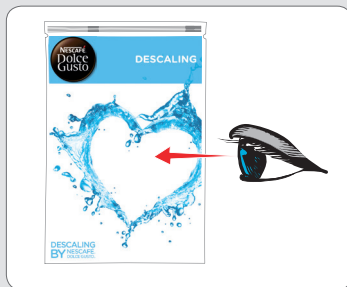 NESCAFÉ
Dolce
Gusto
DESCALING
DESCALING
BY NESCAFÉ
DOLCE GUSTO